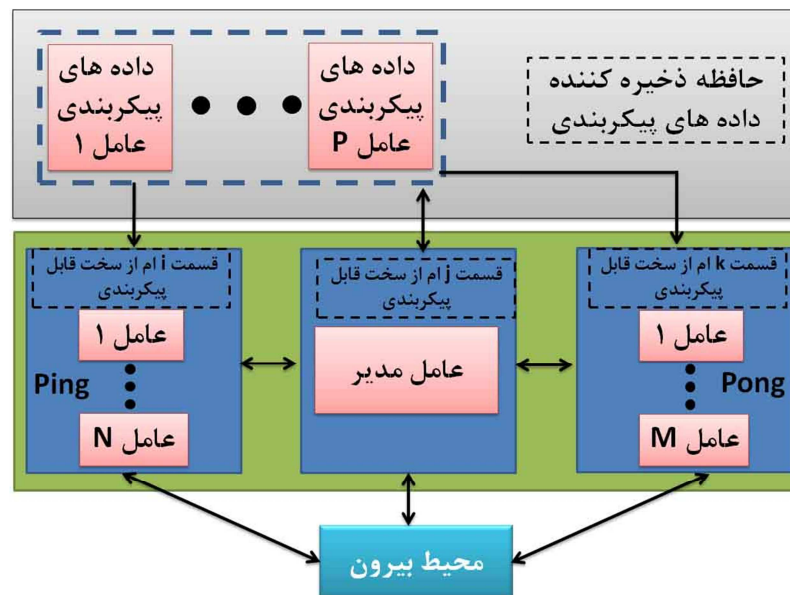 داده های
پیکربندی
عامل ۱
داده های
پیکربندی
عامل P
حافظه ذخیره کننده
داده های پیکربندی
قسمت i ام از سخت قابل
پیکربندی
عامل ۱
Ping
عامل N
قسمت j ام از سخت قابل
پیکربندی
عامل مدیر
قسمت k ام از سخت قابل
پیکربندی
عامل ۱
Pong
عامل M
محیط بیرون